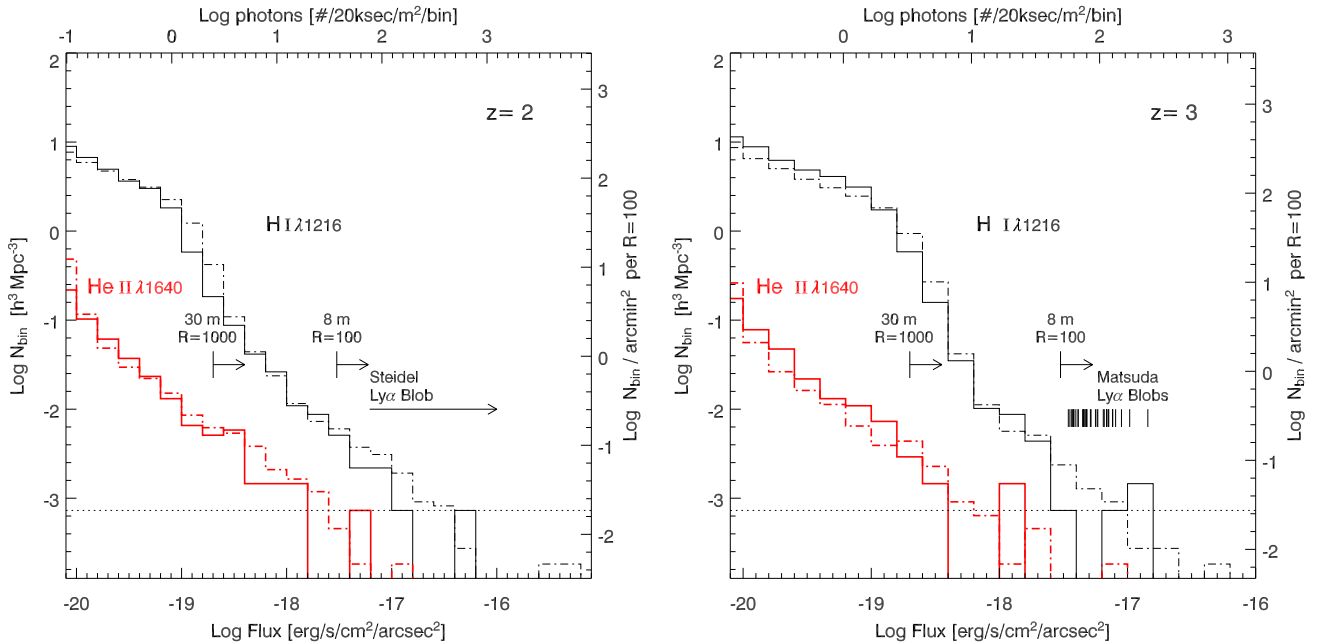 Log photons [#/20ksec/m²/bin]
-1 0 1 2 3
z= 2
H I λ1216
He II λ1640
30 m
R=1000
8 m
R=100
Steidel
Lyα Blob
Log N_bin [h³ Mpc⁻³]
2
1
0
-1
-2
-3
Log N_bin / arcmin² per R=100
3
2
1
0
-1
-2
-20 -19 -18 -17 -16
Log Flux [erg/s/cm²/arcsec²]
Log photons [#/20ksec/m²/bin]
0 1 2 3
z= 3
H I λ1216
He II λ1640
30 m
R=1000
8 m
R=100
Matsuda
Lyα Blobs
Log N_bin [h³ Mpc⁻³]
2
1
0
-1
-2
-3
Log N_bin / arcmin² per R=100
3
2
1
0
-1
-2
-20 -19 -18 -17 -16
Log Flux [erg/s/cm²/arcsec²]